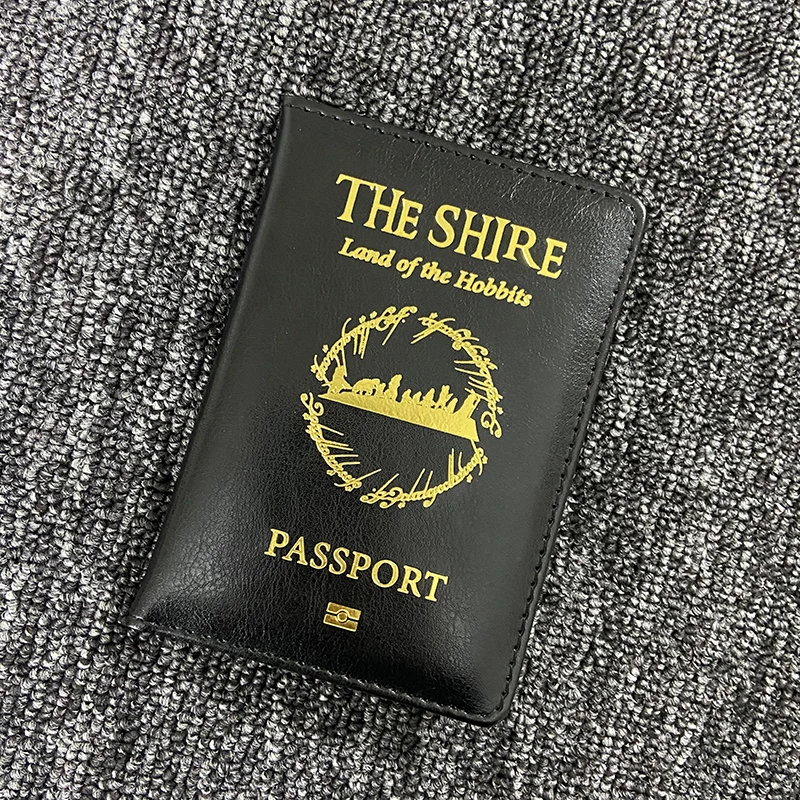 THE SHIRE
Land of the Hobbits
PASSPORT